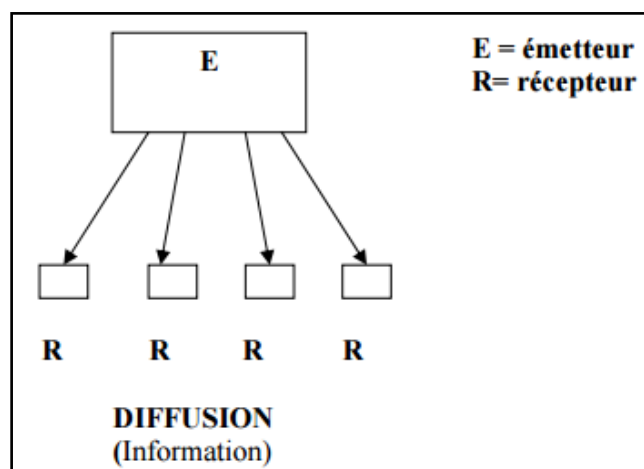 E
E = émetteur
R= récepteur
R R R R
DIFFUSION
(Information)